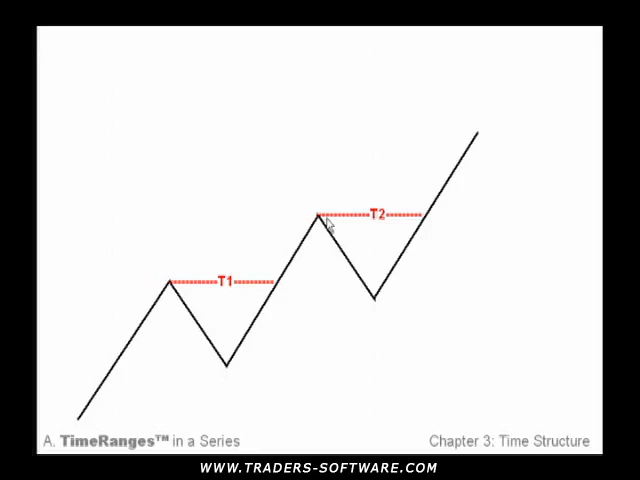 T2
T1
A. TimeRanges™ in a Series
Chapter 3: Time Structure
WWW.TRADERS-SOFTWARE.COM